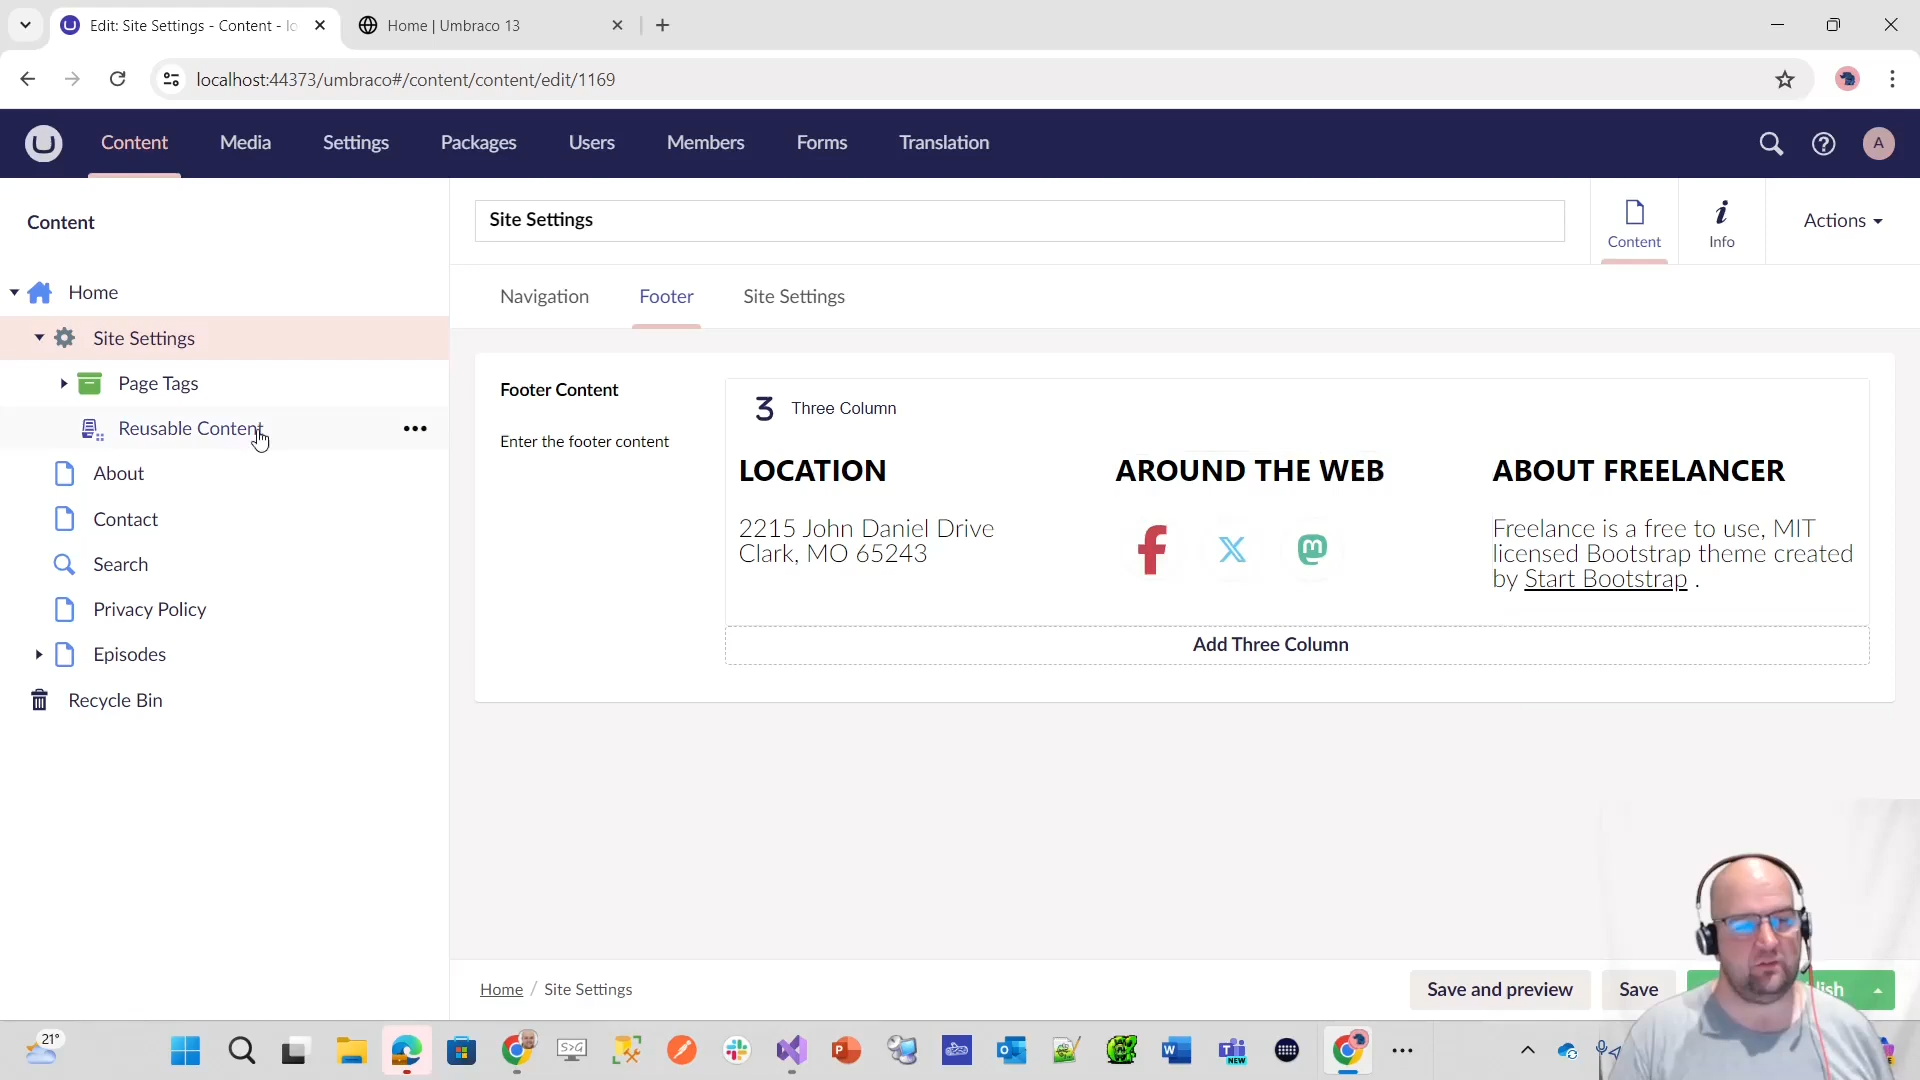 Edit: Site Settings - Content - lo
Home | Umbraco 13
localhost:44373/umbraco#/content/content/edit/1169
Content
Media
Settings
Packages
Users
Members
Forms
Translation
A
Content
Home
Site Settings
Page Tags
Reusable Content
About
Contact
Search
Privacy Policy
Episodes
Recycle Bin
Site Settings
Content
Info
Actions
Navigation
Footer
Site Settings
Footer Content
Enter the footer content
3 Three Column
LOCATION
2215 John Daniel Drive
Clark, MO 65243
AROUND THE WEB
ABOUT FREELANCER
Freelance is a free to use, MIT
licensed Bootstrap theme created
by Start Bootstrap .
Add Three Column
Home / Site Settings
Save and preview
Save
lish
21°
NEW